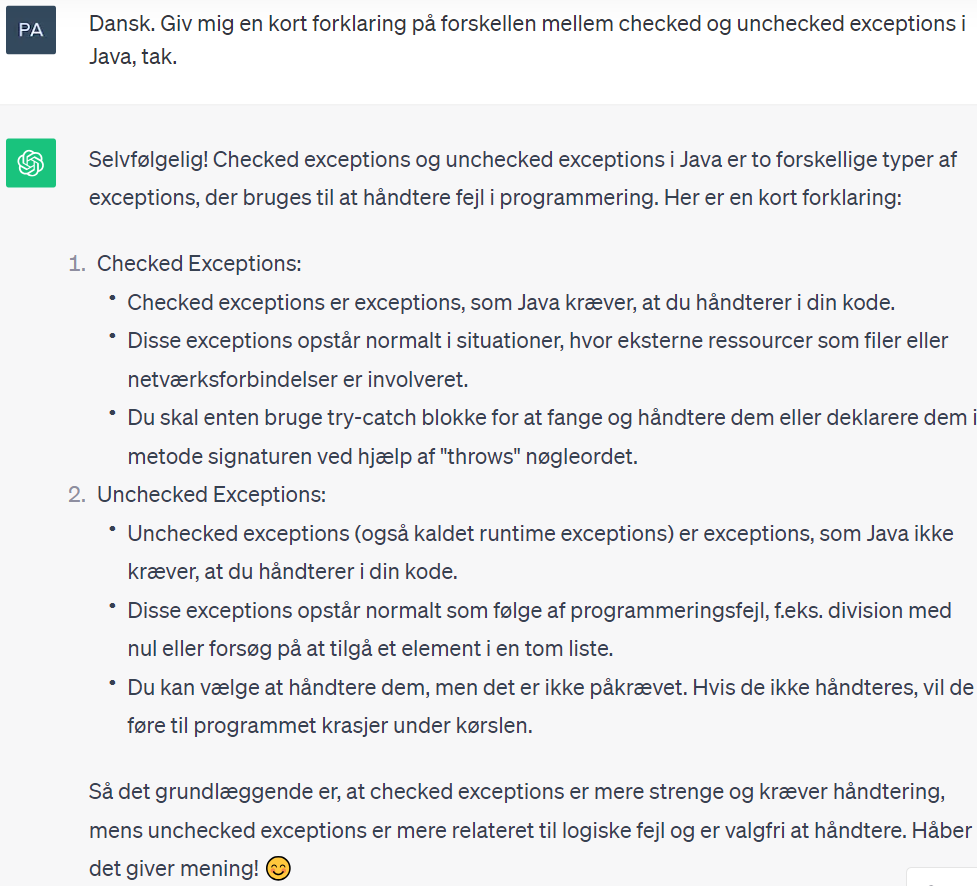 PA
Dansk. Giv mig en kort forklaring på forskellen mellem checked og unchecked exceptions i
Java, tak.
Selvfølgelig! Checked exceptions og unchecked exceptions i Java er to forskellige typer af
exceptions, der bruges til at håndtere fejl i programmering. Her er en kort forklaring:
1. Checked Exceptions:
• Checked exceptions er exceptions, som Java kræver, at du håndterer i din kode.
• Disse exceptions opstår normalt i situationer, hvor eksterne ressourcer som filer eller
netværksforbindelser er involveret.
• Du skal enten bruge try-catch blokke for at fange og håndtere dem eller deklarere dem i
metode signaturen ved hjælp af "throws" nøgleordet.
2. Unchecked Exceptions:
• Unchecked exceptions (også kaldet runtime exceptions) er exceptions, som Java ikke
kræver, at du håndterer i din kode.
• Disse exceptions opstår normalt som følge af programmeringsfejl, f.eks. division med
nul eller forsøg på at tilgå et element i en tom liste.
• Du kan vælge at håndtere dem, men det er ikke påkrævet. Hvis de ikke håndteres, vil de
føre til programmet krasjer under kørslen.
Så det grundlæggende er, at checked exceptions er mere strenge og kræver håndtering,
mens unchecked exceptions er mere relateret til logiske fejl og er valgfri at håndtere. Håber
det giver mening! 😊